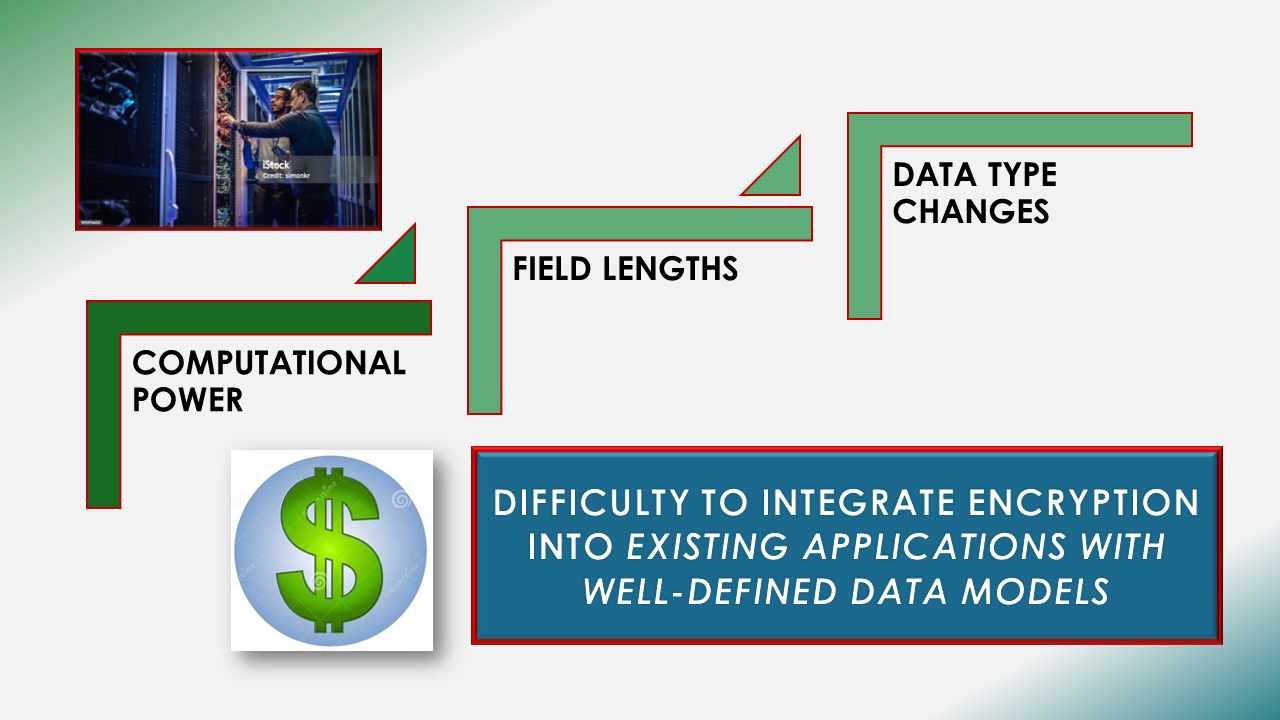 iStock
Credit: simonkr
COMPUTATIONAL
POWER
FIELD LENGTHS
DATA TYPE
CHANGES
DIFFICULTY TO INTEGRATE ENCRYPTION
INTO EXISTING APPLICATIONS WITH
WELL-DEFINED DATA MODELS